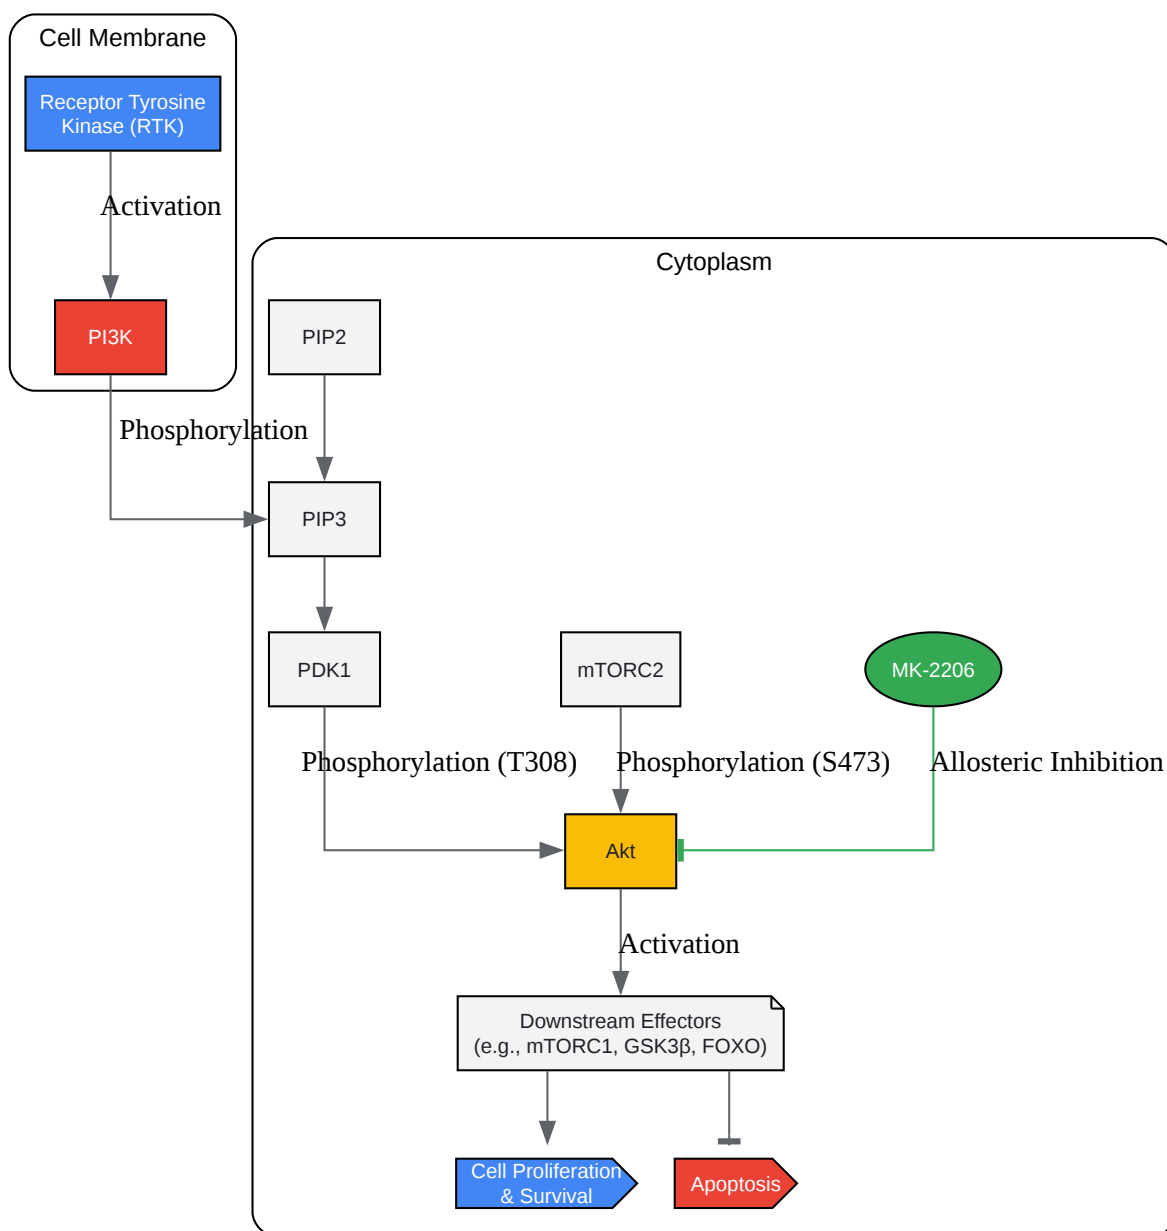 Cell Membrane
Receptor Tyrosine
Kinase (RTK)
Activation
Cytoplasm
PI3K
PIP2
Phosphorylation
PIP3
PDK1
mTORC2
MK-2206
Phosphorylation (T308)
Phosphorylation (S473)
Allosteric Inhibition
Akt
Activation
Downstream Effectors
(e.g., mTORC1, GSK3β, FOXO)
Cell Proliferation
& Survival
Apoptosis